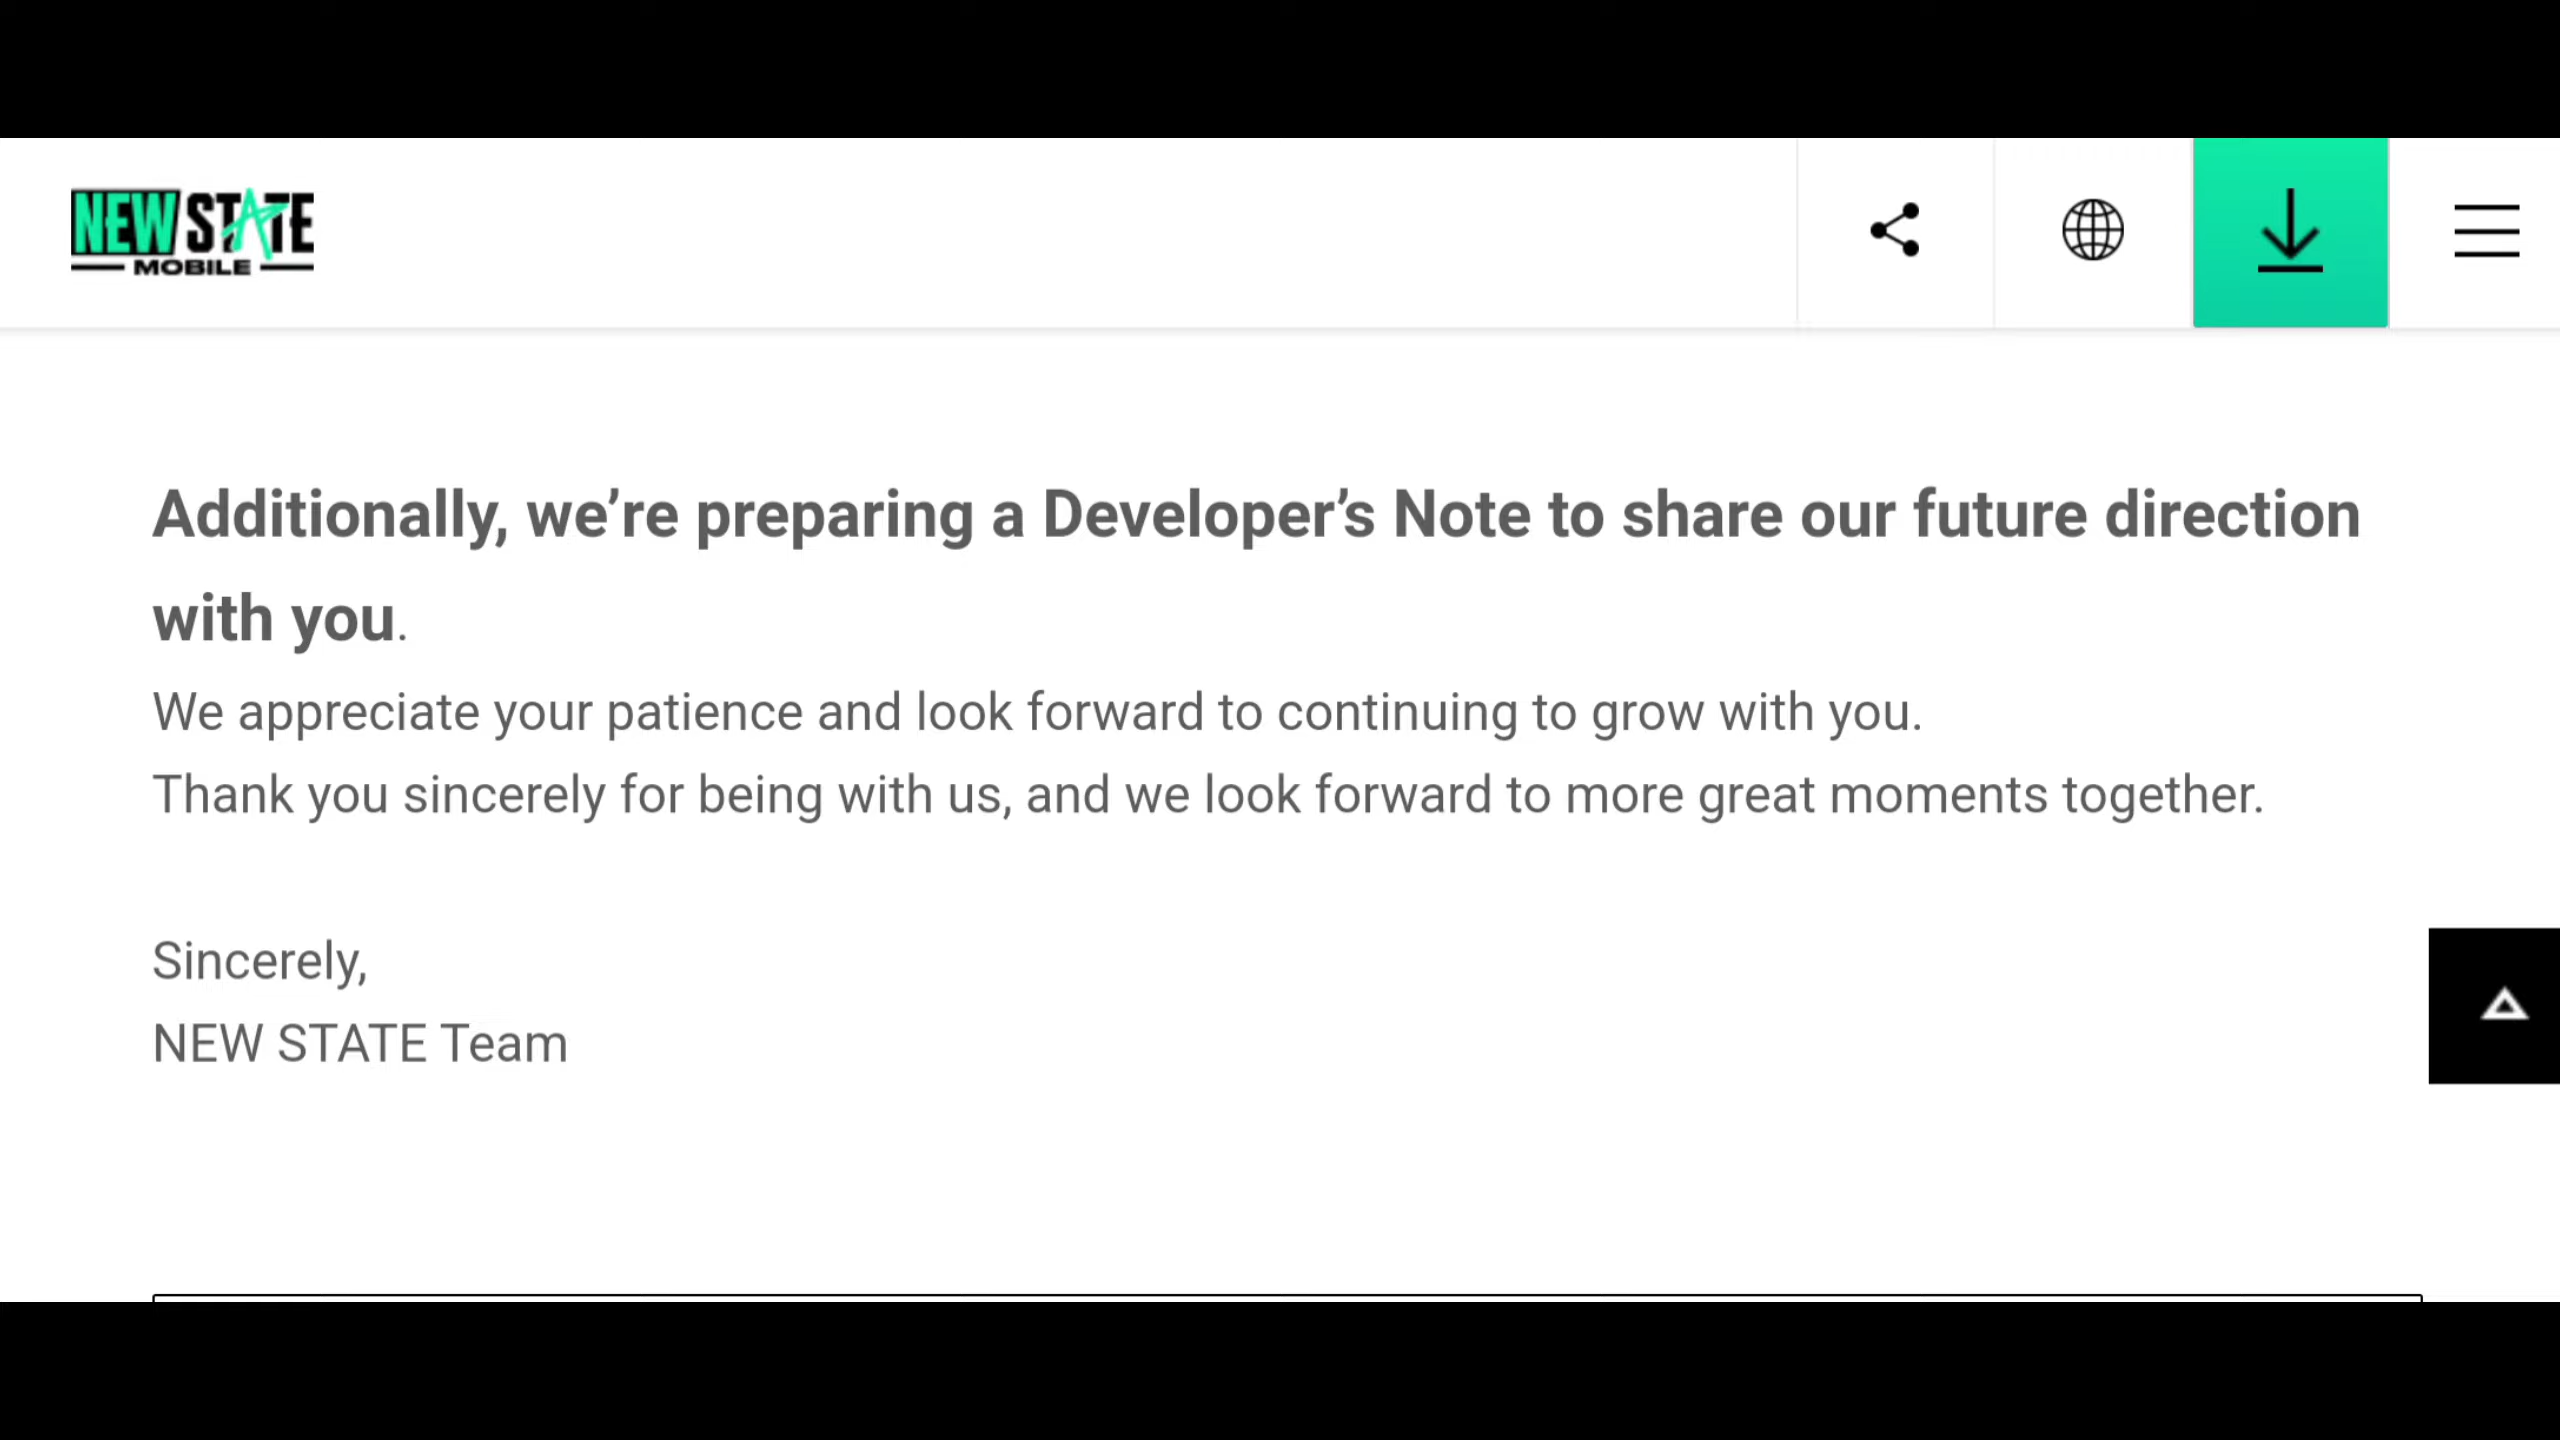 NEW STATE
MOBILE
Additionally, we’re preparing a Developer’s Note to share our future direction
with you.
We appreciate your patience and look forward to continuing to grow with you.
Thank you sincerely for being with us, and we look forward to more great moments together.
Sincerely,
NEW STATE Team